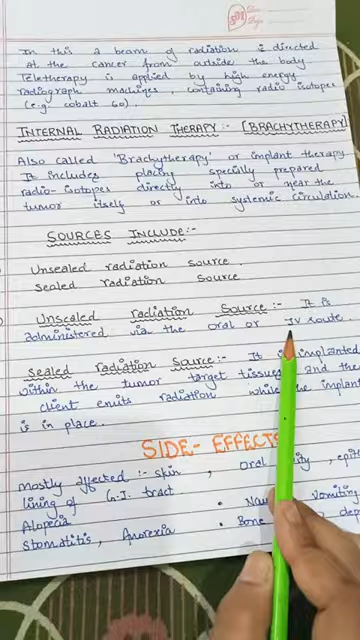 In this a beam of radiation is directed
at the cancer from outside the body
Teletherapy is applied by high energy
radiograph machines, containing radio isotopes
(e.g. cobalt 60).
INTERNAL RADIATION THERAPY:- [BRACHYTHERAPY]
Also called 'Brachytherapy' or implant therapy
It includes placing specially prepared
radio-isotopes directly into or near the
tumor itself or into systemic circulation.
SOURCES INCLUDE:-
Unsealed radiation source.
sealed Radiation source
Unsealed radiation Source:- It is
administered via the oral or IV route.
Sealed Radiation Source:- It is implanted
within the tumor target tissues and the
client emits radiation while the implant
is in place.
SIDE-EFFECTS
Mostly affected:- skin, oral
lining of G.I. tract
Alopecia • vomiting
stomatitis, Anorexia • Bone